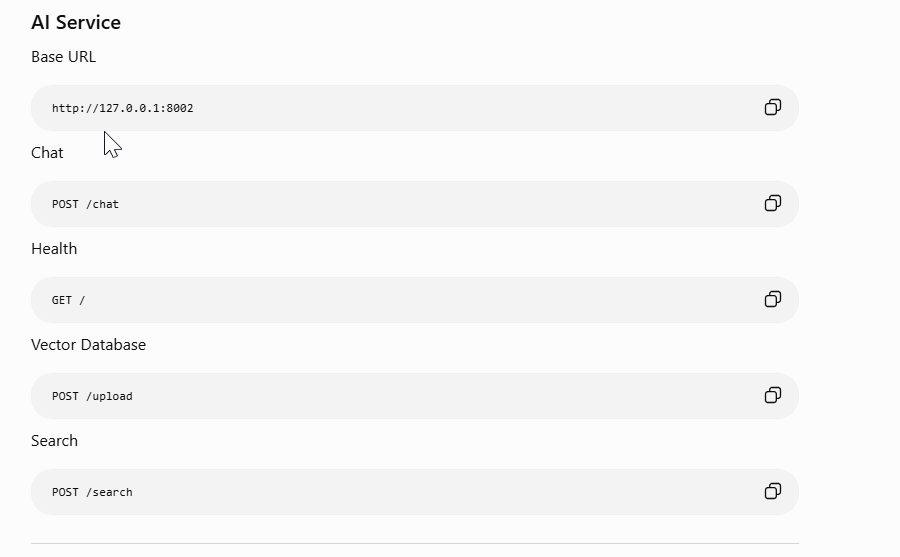 AI Service
Base URL
http://127.0.0.1:8002
Chat
POST /chat
Health
GET /
Vector Database
POST /upload
Search
POST /search